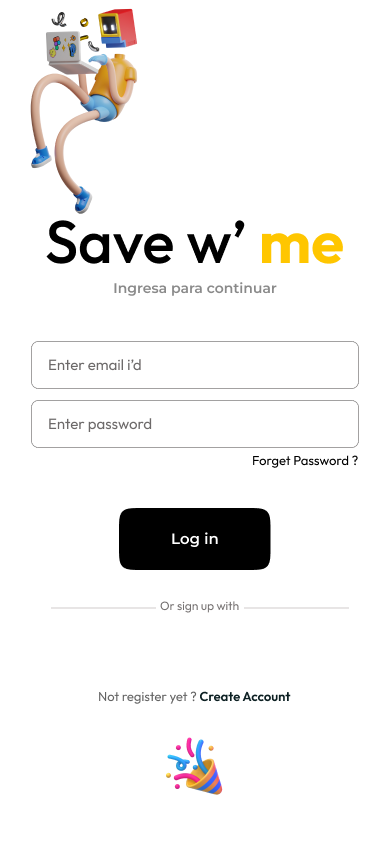 Save w’ me
Ingresa para continuar
Enter email i’d
Enter password
Forget Password ?
Log in
Or sign up with
Not register yet ? Create Account